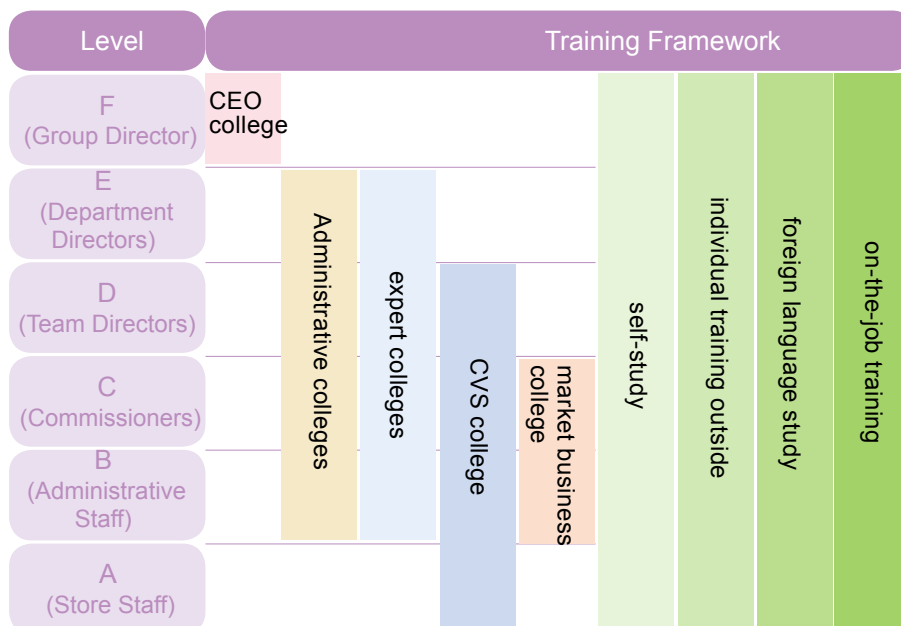 Level
Training Framework
F
(Group Director)
CEO
college
E
(Department
Directors)
D
(Team Directors)
C
(Commissioners)
B
(Administrative
Staff)
A
(Store Staff)
Administrative colleges
expert colleges
CVS college
market business
college
self-study
individual training outside
foreign language study
on-the-job training